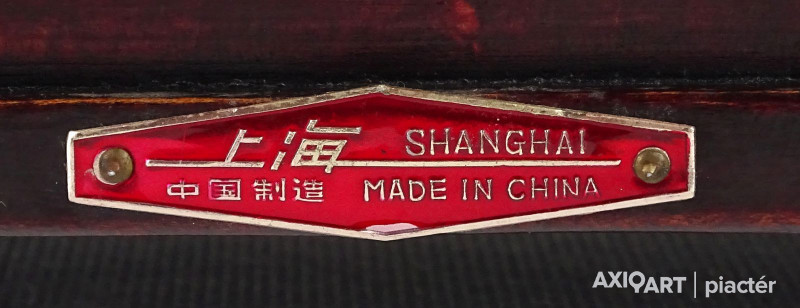 上海 SHANGHAI
中国制造 MADE IN CHINA
AXIOART | piactér